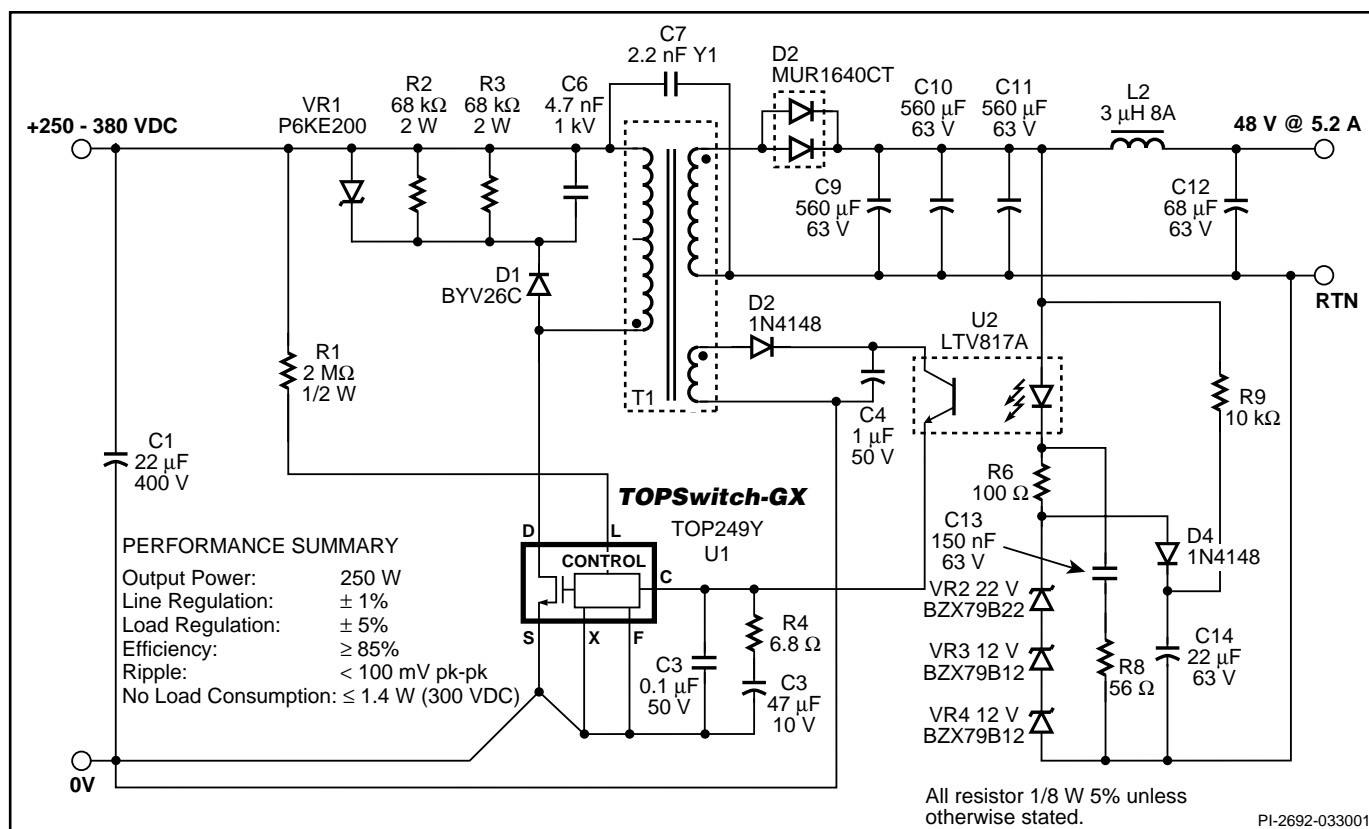 C7
2.2 nF Y1
D2
MUR1640CT
R2
68 kΩ
2 W
R3
68 kΩ
2 W
C6
4.7 nF
1 kV
VR1
P6KE200
C10
560 µF
63 V
C11
560 µF
63 V
L2
3 µH 8A
+250 - 380 VDC
48 V @ 5.2 A
C9
560 µF
63 V
C12
68 µF
63 V
D1
BYV26C
RTN
D2
1N4148
U2
LTV817A
R1
2 MΩ
1/2 W
T1
C4
1 µF
50 V
R9
10 kΩ
C1
22 µF
400 V
R6
100 Ω
TOPSwitch-GX
TOP249Y
U1
D
L
CONTROL
C
S
X
F
C13
150 nF
63 V
D4
1N4148
PERFORMANCE SUMMARY
Output Power: 250 W
Line Regulation: ± 1%
Load Regulation: ± 5%
Efficiency: ≥ 85%
Ripple: < 100 mV pk-pk
No Load Consumption: ≤ 1.4 W (300 VDC)
R4
6.8 Ω
C3
0.1 µF
50 V
C3
47 µF
10 V
VR2 22 V
BZX79B22
VR3 12 V
BZX79B12
VR4 12 V
BZX79B12
R8
56 Ω
C14
22 µF
63 V
0V
All resistor 1/8 W 5% unless
otherwise stated.
PI-2692-033001